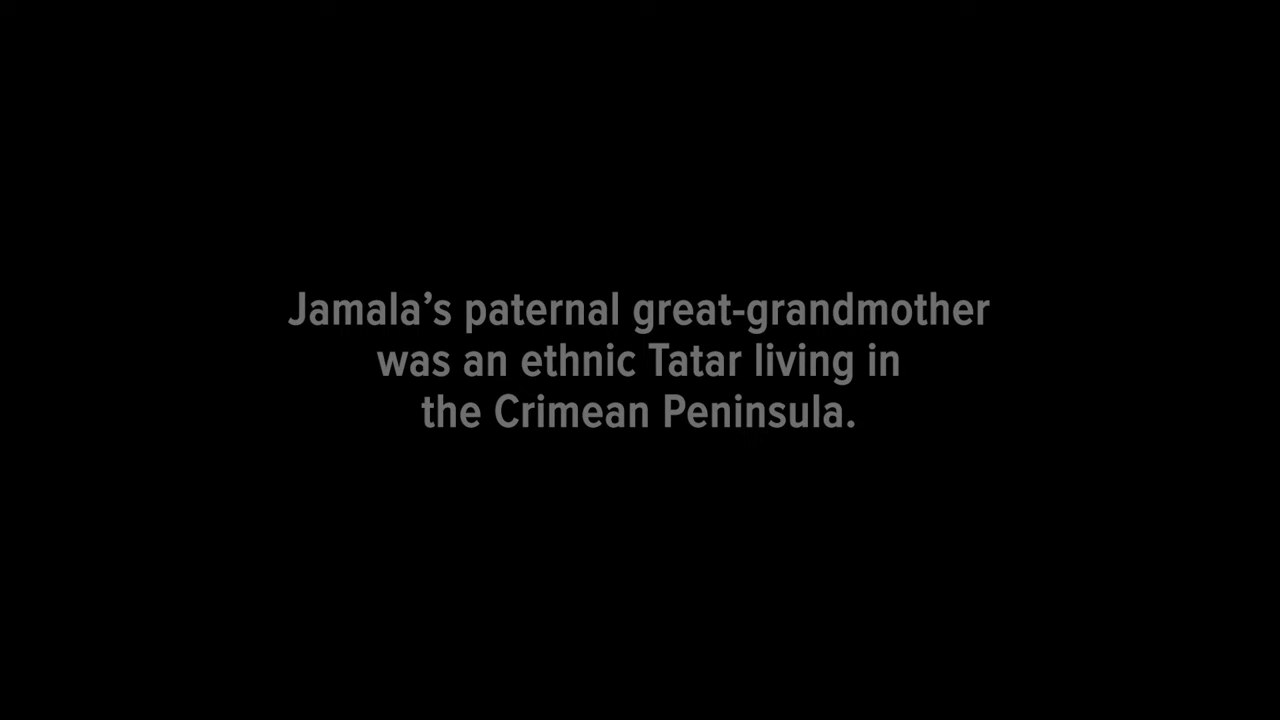 Jamala’s paternal great-grandmother
was an ethnic Tatar living in
the Crimean Peninsula.